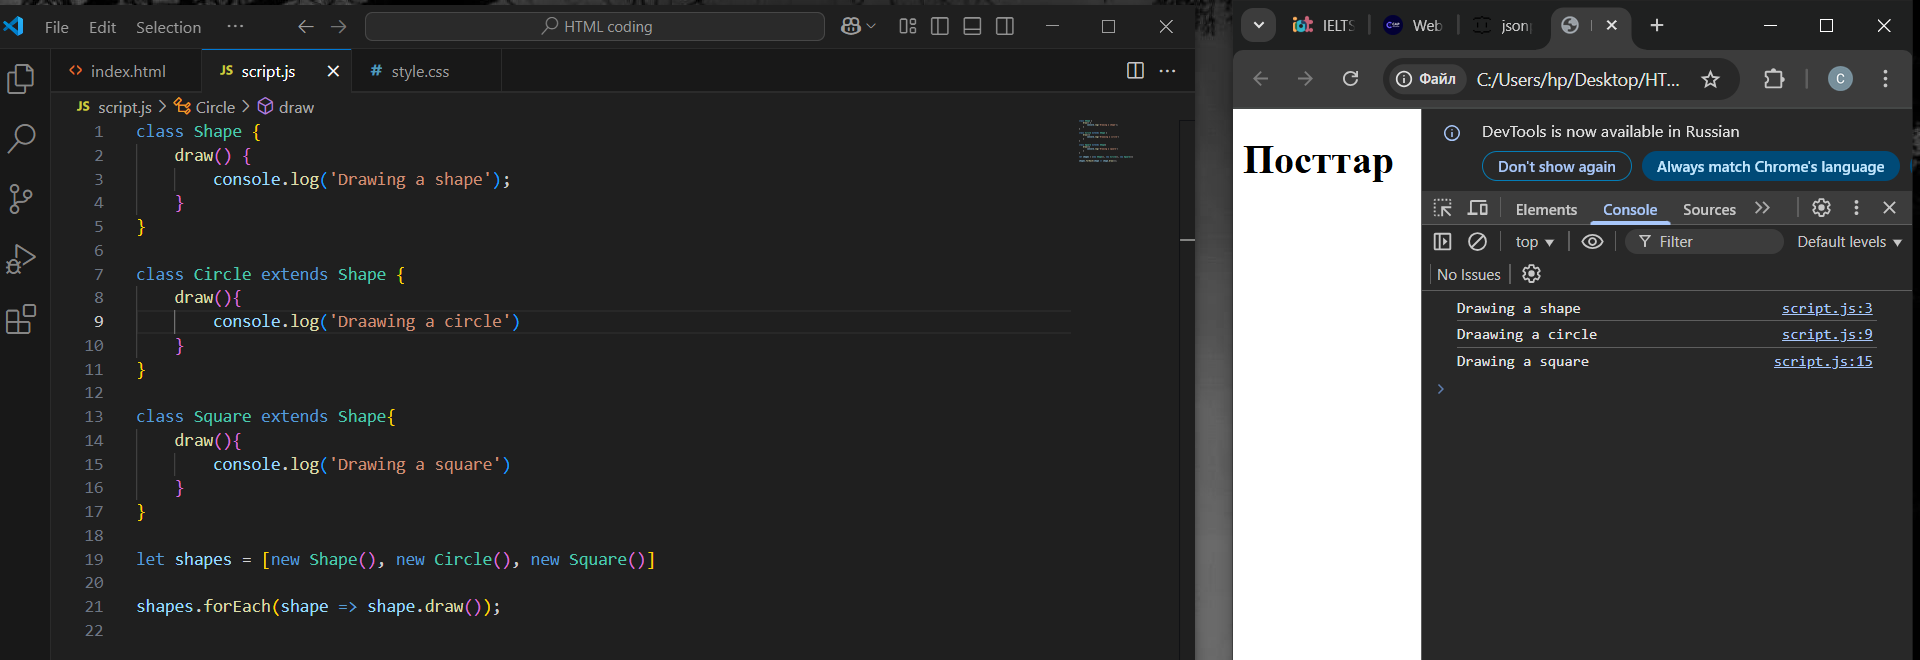 File Edit Selection ··· HTML coding
index.html JS script.js # style.css
JS script.js > Circle > draw
1 class Shape {
2     draw() {
3         console.log('Drawing a shape');
4     }
5 }
6
7 class Circle extends Shape {
8     draw(){
9         console.log('Draawing a circle')
10     }
11 }
12
13 class Square extends Shape{
14     draw(){
15         console.log('Drawing a square')
16     }
17 }
18
19 let shapes = [new Shape(), new Circle(), new Square()]
20
21 shapes.forEach(shape => shape.draw());
22
IELTS Web json
Файл C:/Users/hp/Desktop/HT... C
Посттар
DevTools is now available in Russian
Don't show again Always match Chrome's language
Elements Console Sources
top Filter Default levels
No Issues
Drawing a shape script.js:3
Draawing a circle script.js:9
Drawing a square script.js:15